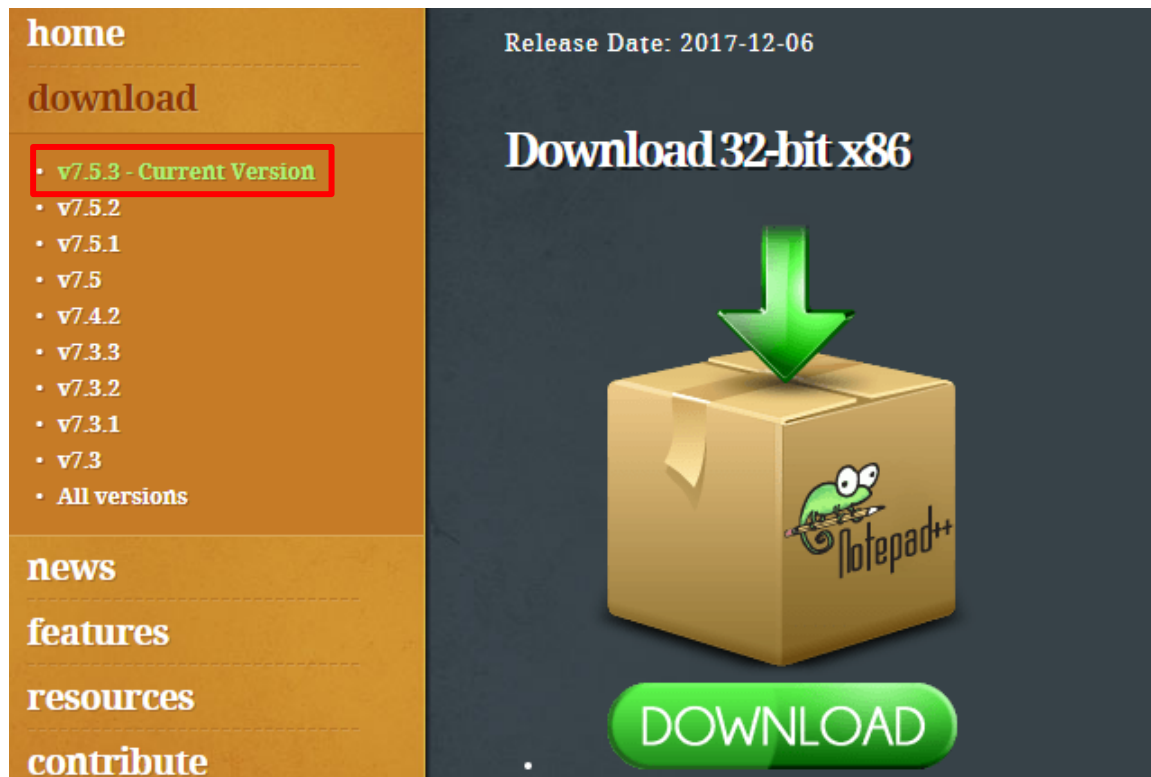 home
download
v7.5.3 - Current Version
v7.5.2
v7.5.1
v7.5
v7.4.2
v7.3.3
v7.3.2
v7.3.1
v7.3
All versions
news
features
resources
contribute
Release Date: 2017-12-06
Download 32-bit x86
Notepad++
DOWNLOAD